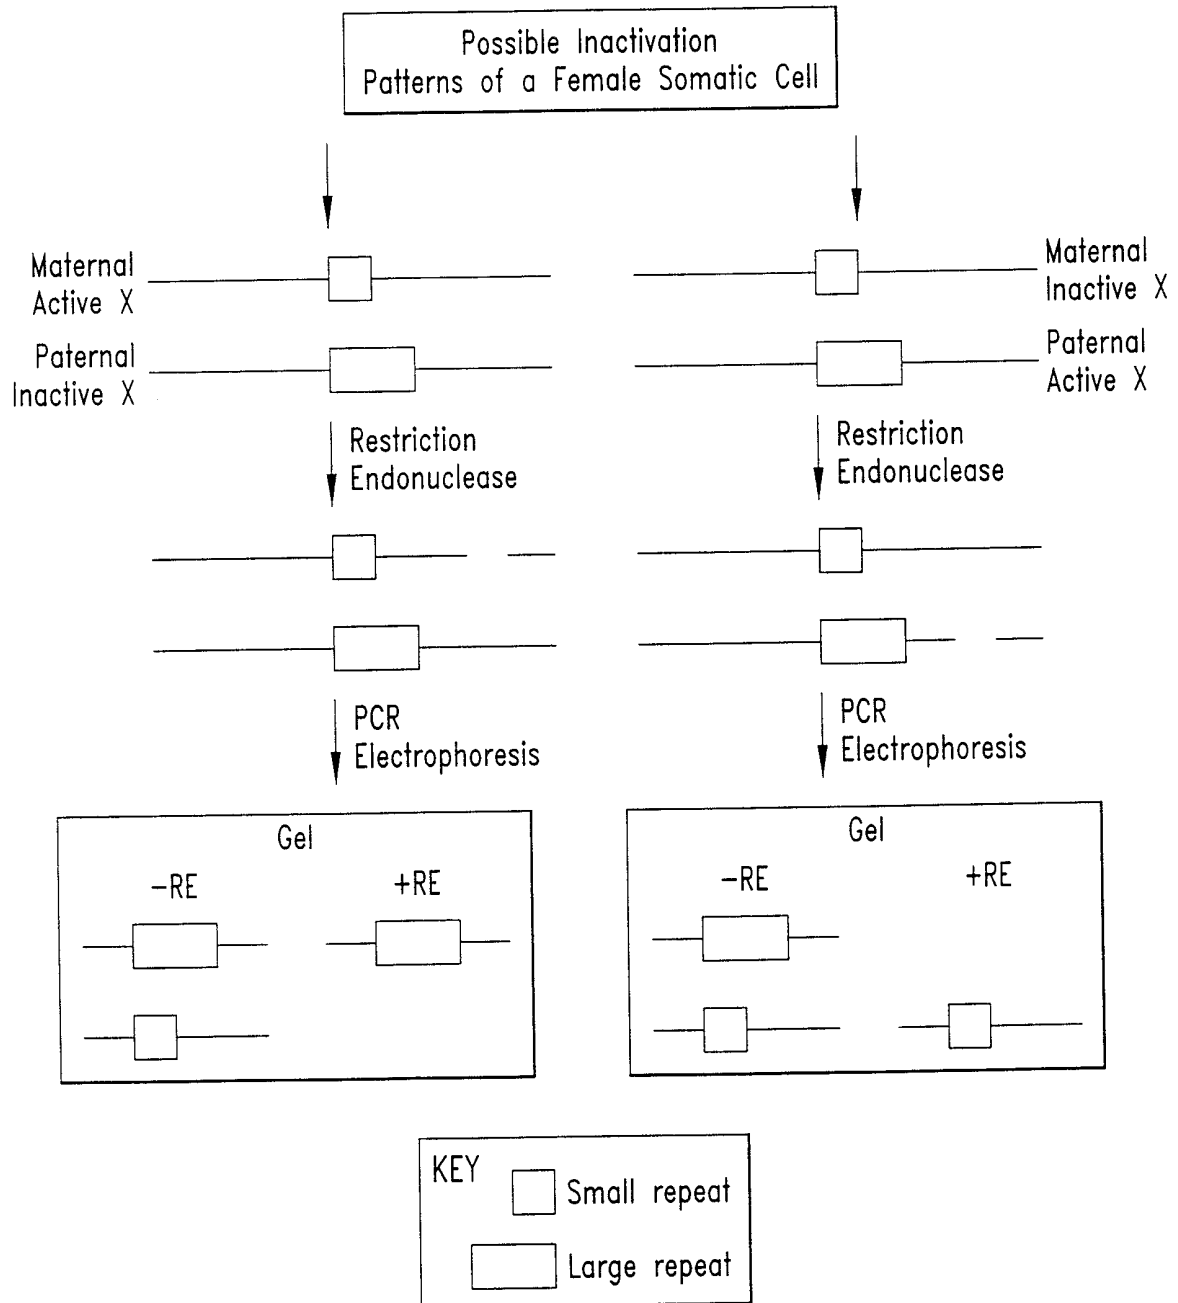 Possible Inactivation
Patterns of a Female Somatic Cell
Maternal
Active X
Maternal
Inactive X
Paternal
Inactive X
Paternal
Active X
Restriction
Endonuclease
Restriction
Endonuclease
PCR
Electrophoresis
PCR
Electrophoresis
Gel
-RE +RE
Gel
-RE +RE
KEY
Small repeat
Large repeat